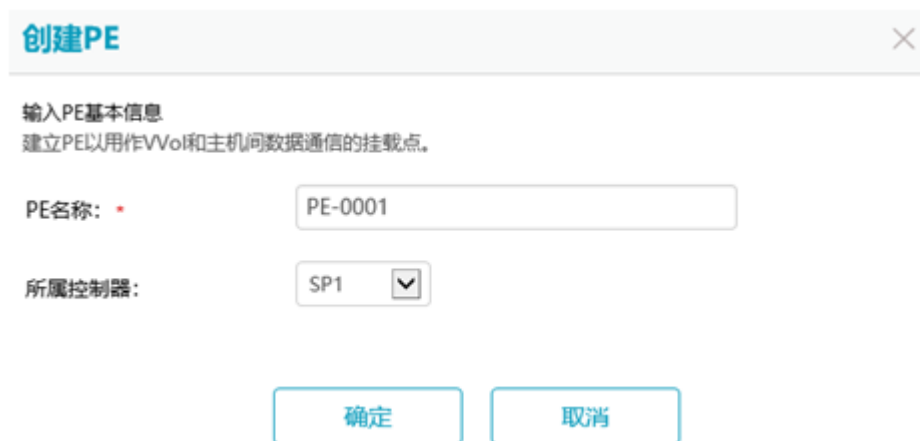 创建PE
输入PE基本信息
建立PE以用作VVol和主机间数据通信的挂载点。
PE名称： * PE-0001
所属控制器： SP1
确定 取消